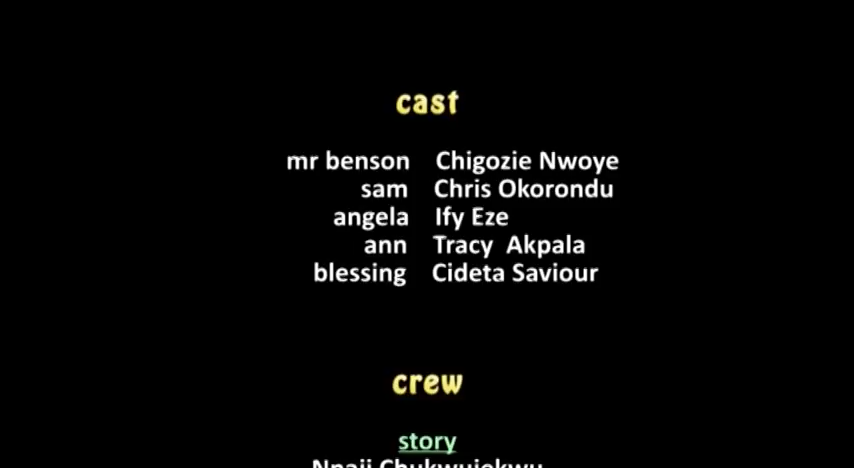 cast
mr benson Chigozie Nwoye
sam Chris Okorondu
angela Ify Eze
ann Tracy Akpala
blessing Cideta Saviour
crew
story